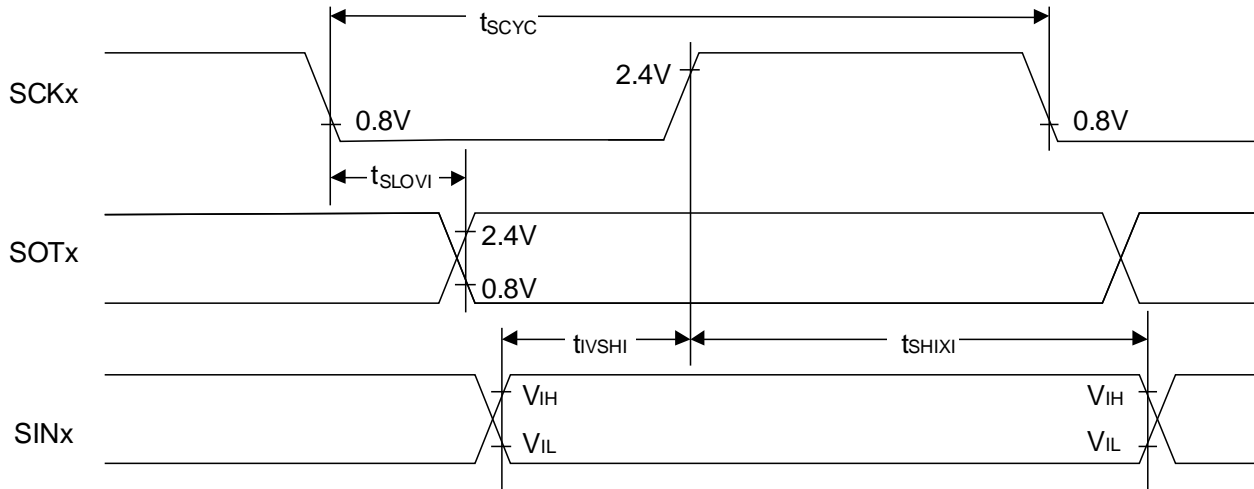 tSCYC
SCKx
2.4V
0.8V
0.8V
tSLOVI
SOTx
2.4V
0.8V
tIVSHI
tSHIXI
SINx
VIH
VIH
VIL
VIL